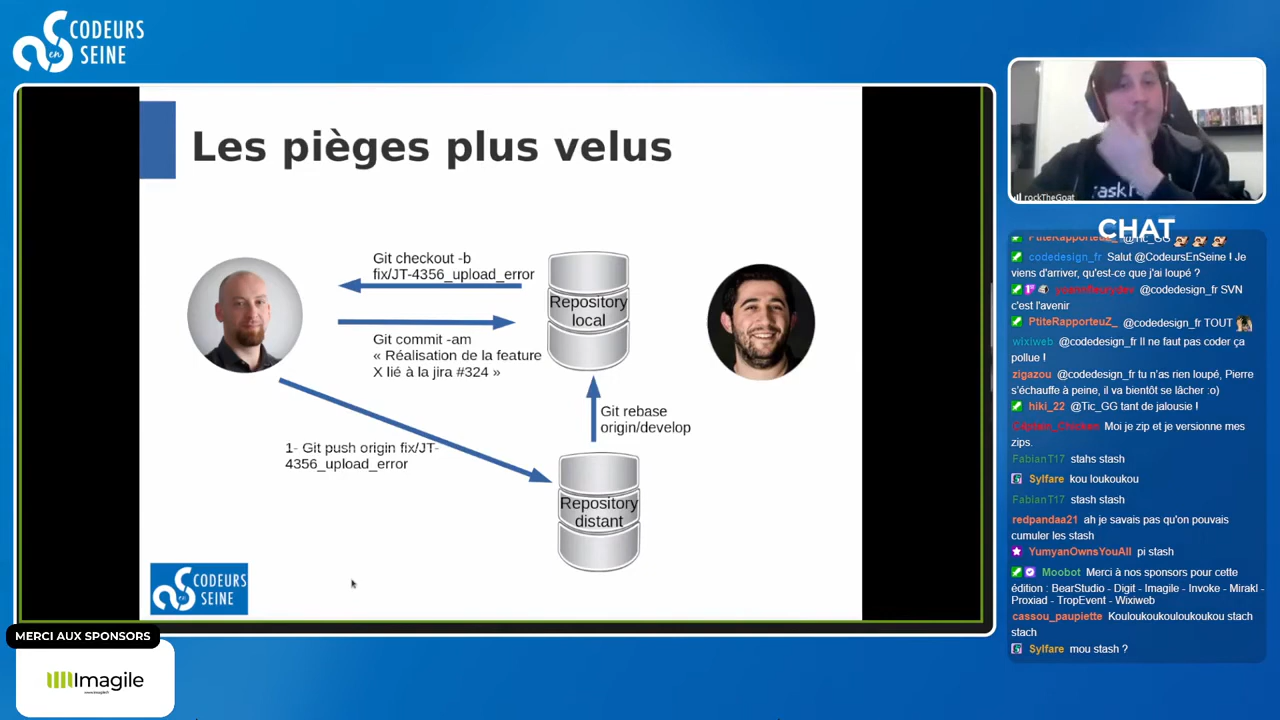 CODEURS
en
SEINE
Les pièges plus velus
Git checkout -b
fix/JT-4356_upload_error
Git commit -am
« Réalisation de la feature
X lié à la jira #324 »
Repository
local
Git rebase
origin/develop
1- Git push origin fix/JT-
4356_upload_error
Repository
distant
CODEURS
en
SEINE
MERCI AUX SPONSORS
Imagile
rockTheGoat
CHAT
PtiteRapporteuZ_ @Tic_GG
codedesign_fr Salut @CodeursEnSeine ! Je
viens d'arriver, qu'est-ce que j'ai loupé ?
@codedesign_fr SVN
c'est l'avenir
PtiteRapporteuZ_ @codedesign_fr TOUT
wixiweb @codedesign_fr Il ne faut pas coder ça
pollue !
zigazou @codedesign_fr tu n'as rien loupé, Pierre
s'échauffe à peine, il va bientôt se lâcher :o)
hiki_22 @Tic_GG tant de jalousie !
Captain_Chicken Moi je zip et je versionne mes
zips.
FabianT17 stahs stash
Sylfare kou loukoukou
FabianT17 stash stash
redpandaa21 ah je savais pas qu'on pouvais
cumuler les stash
YumyanOwnsYouAll pi stash
Moobot Merci à nos sponsors pour cette
édition : BearStudio - Digit - Imagile - Invoke - Mirakl -
Proxiad - TropEvent - Wixiweb
cassou_paupiette Kouloukoukouloukoukou stach
stach
Sylfare mou stash ?